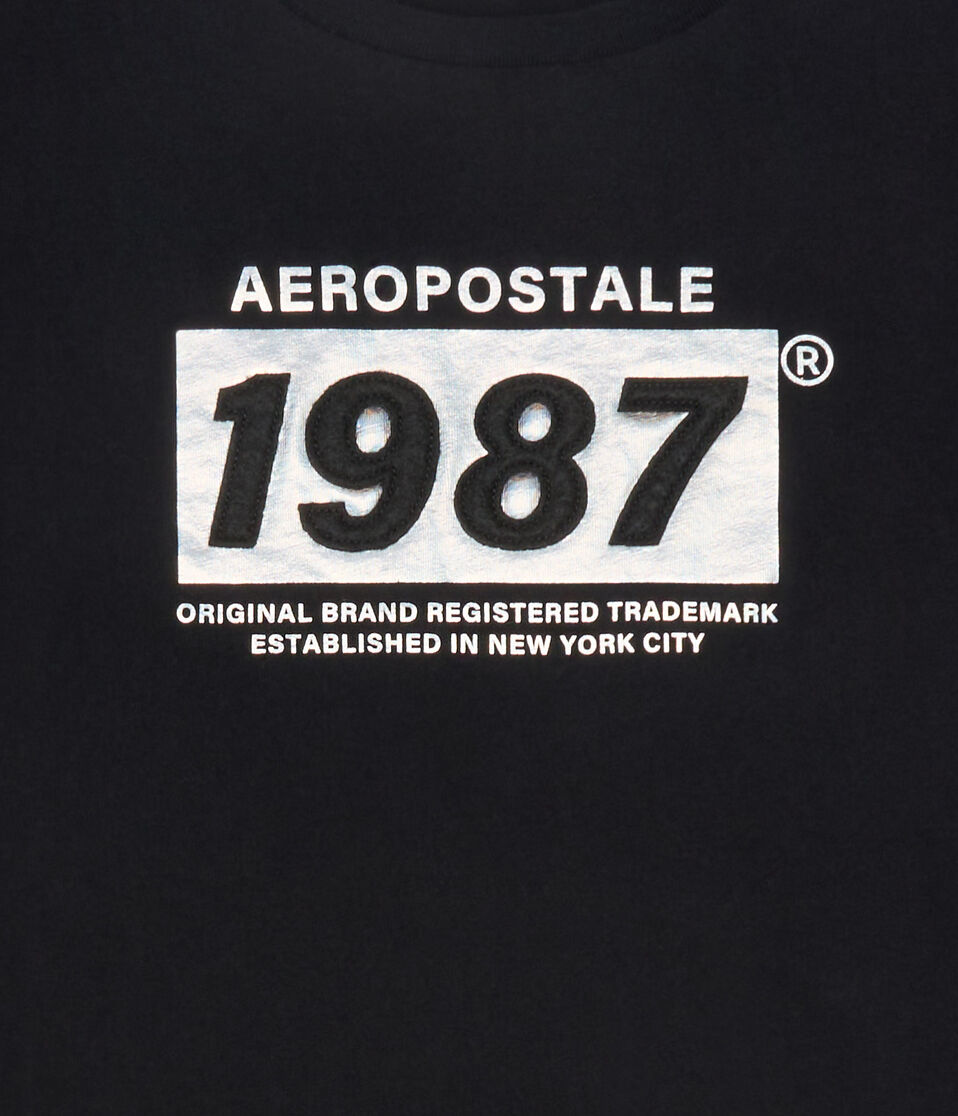 AEROPOSTALE
1987®
ORIGINAL BRAND REGISTERED TRADEMARK
ESTABLISHED IN NEW YORK CITY